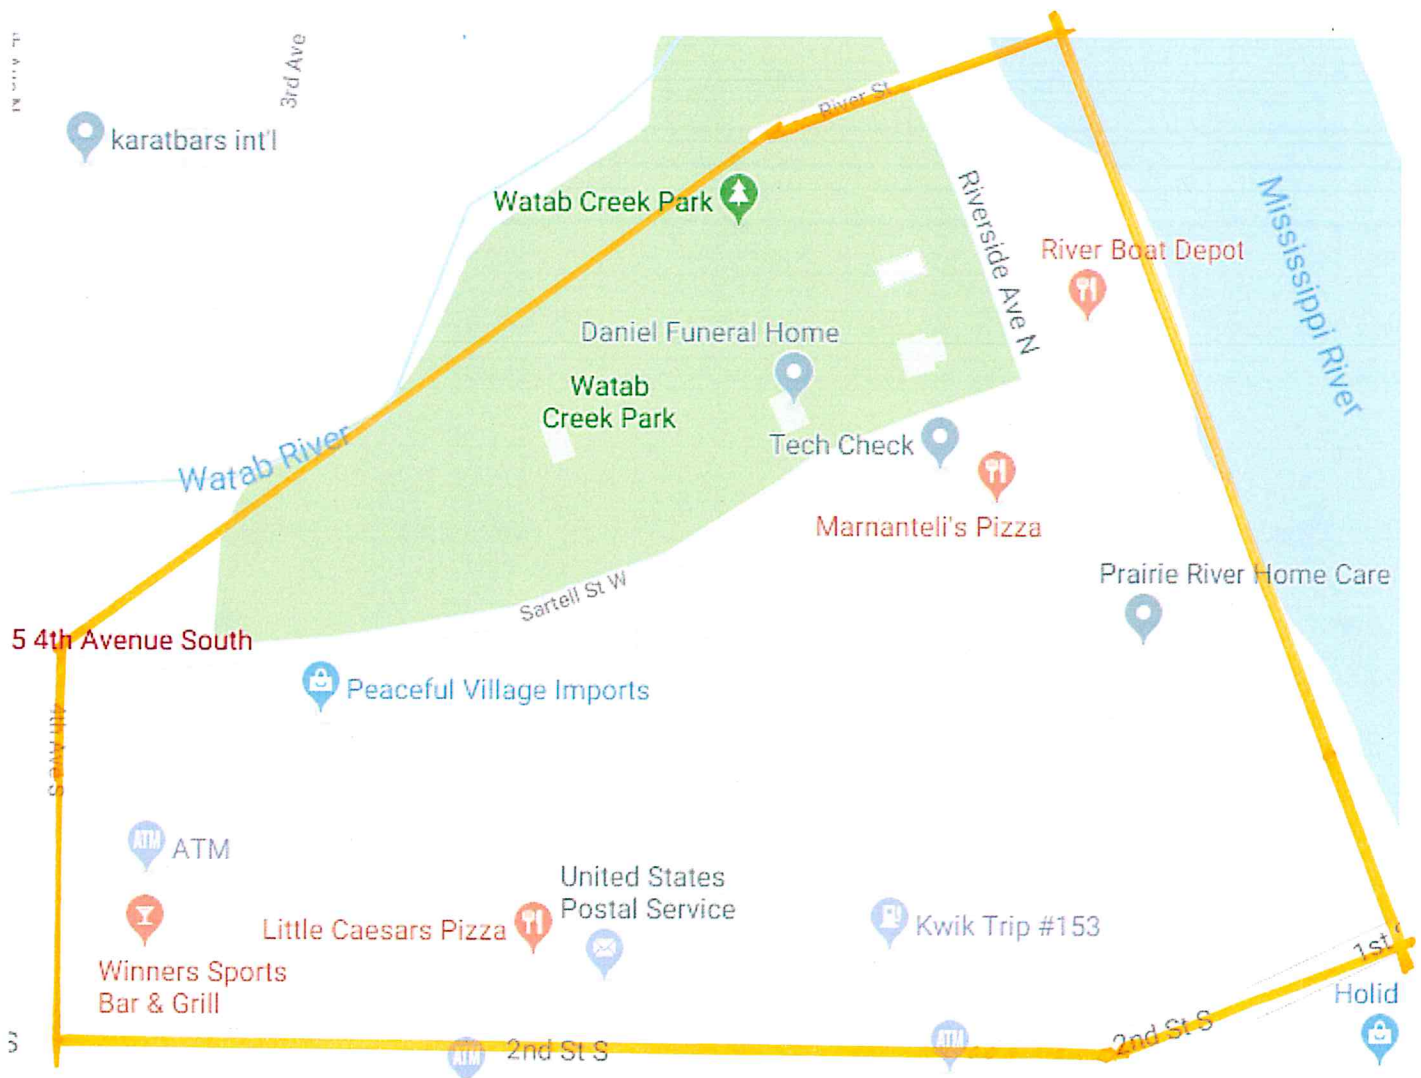 3rd Ave
karatbars int'l
River St
Watab Creek Park
Riverside Ave N
Mississippi River
River Boat Depot
Daniel Funeral Home
Watab
Creek Park
Watab River
Tech Check
Marnanteli's Pizza
Prairie River Home Care
Sartell St W
5 4th Avenue South
Peaceful Village Imports
4th Ave S
ATM
ATM
United States
Postal Service
Little Caesars Pizza
Kwik Trip #153
Winners Sports
Bar & Grill
1st
Holid
S
ATM
2nd St S
ATM
2nd St S